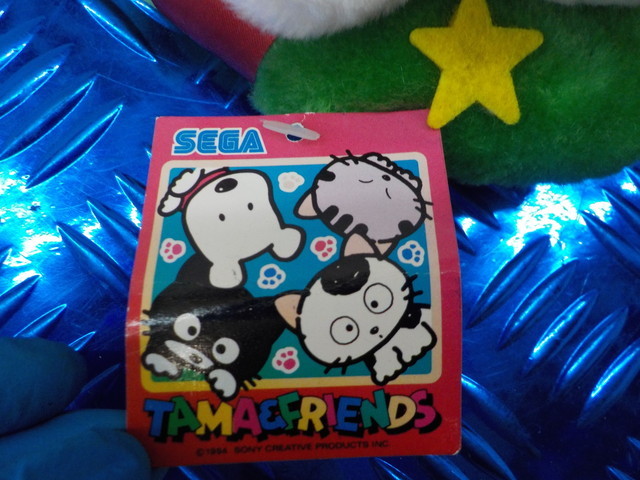 SEGA
TAMA&FRIENDS
©1994 SONY CREATIVE PRODUCTS INC.